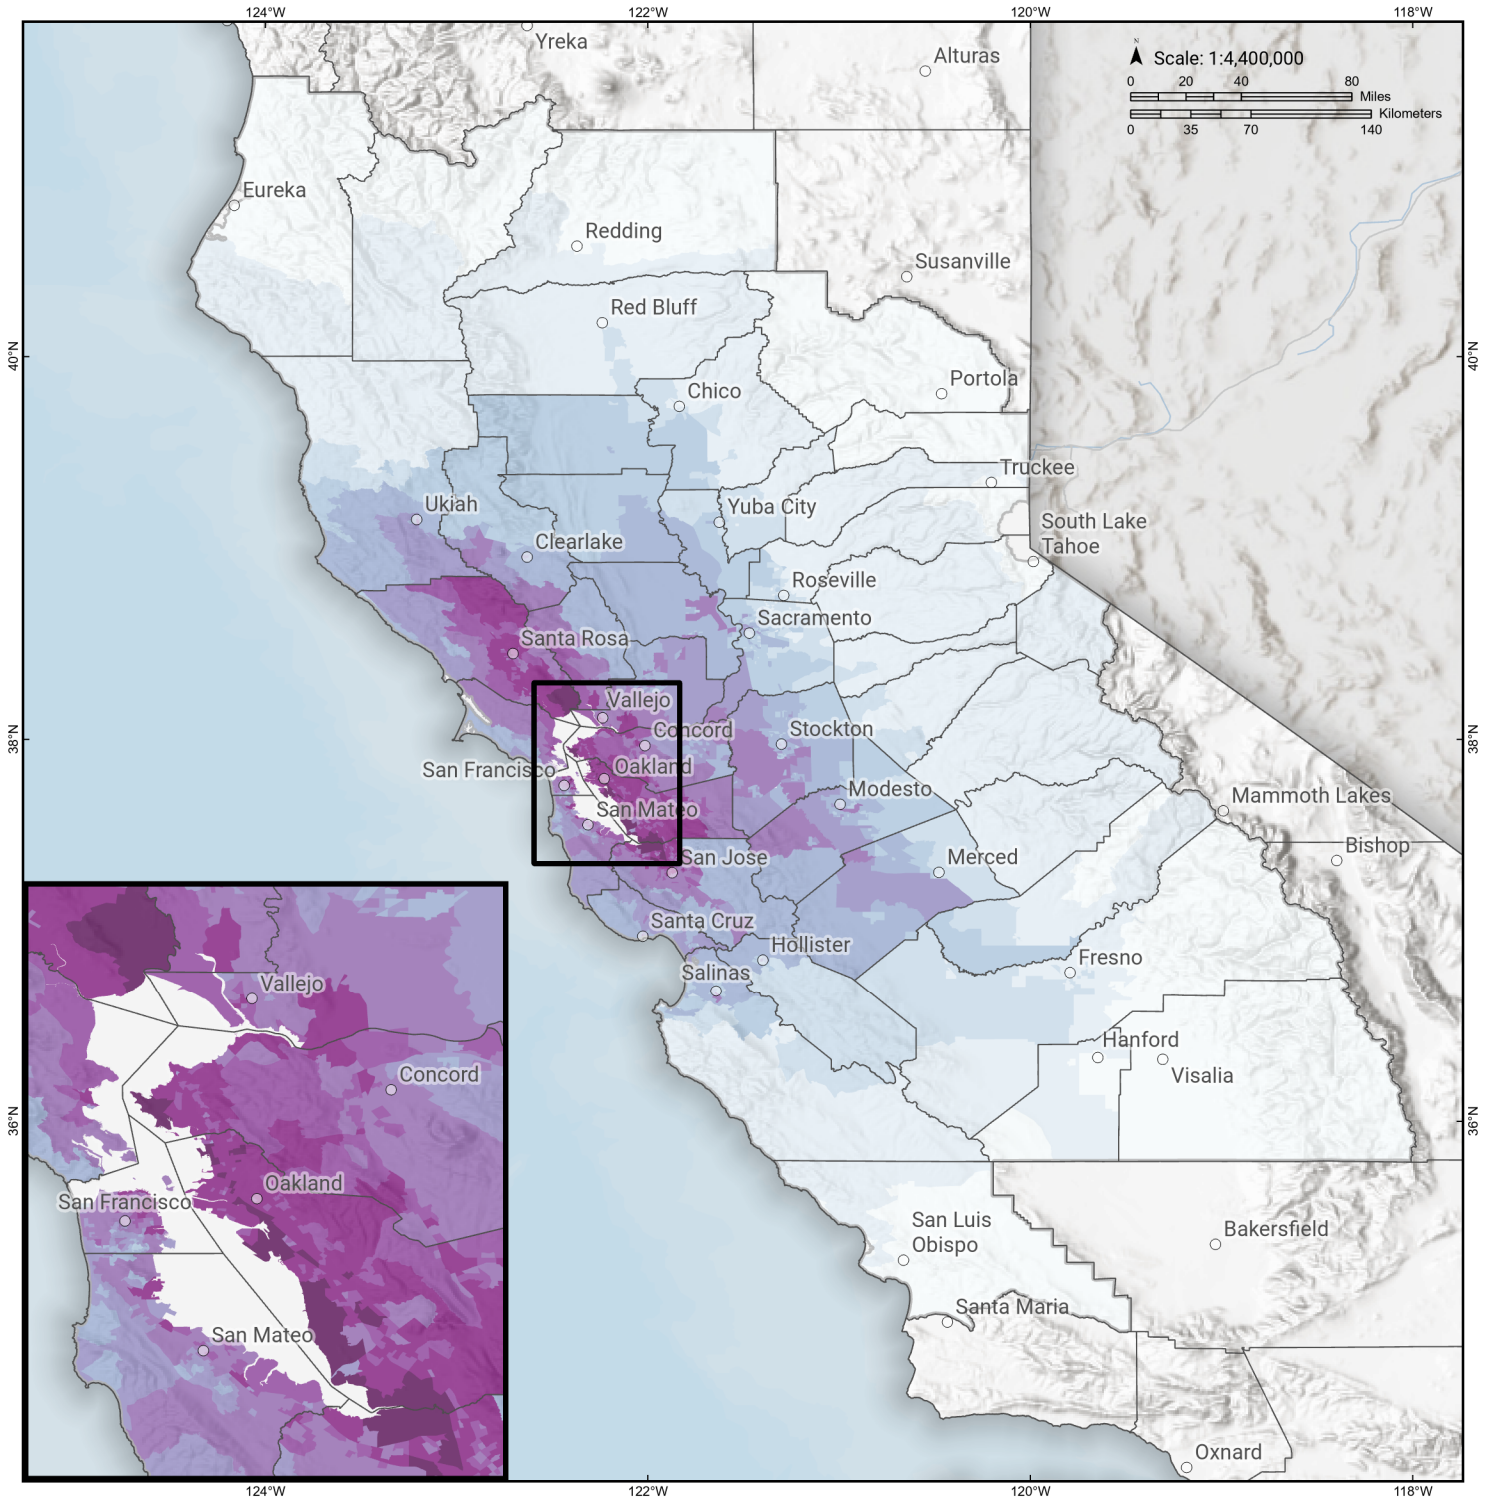 124°W
122°W
120°W
118°W
N
Scale: 1:4,400,000
0 20 40 80
Miles
Kilometers
0 35 70 140
Yreka
Alturas
Eureka
Redding
Susanville
Red Bluff
40°N
40°N
Portola
Chico
Truckee
Ukiah
Yuba City
South Lake
Tahoe
Clearlake
Roseville
Sacramento
Santa Rosa
Vallejo
38°N
38°N
Concord
Stockton
San Francisco
Oakland
Modesto
Mammoth Lakes
San Mateo
Bishop
San Jose
Merced
Santa Cruz
Hollister
Salinas
Fresno
Hanford
Visalia
36°N
36°N
Vallejo
Concord
Oakland
San Francisco
San Mateo
San Luis
Obispo
Bakersfield
Santa Maria
Oxnard
124°W
122°W
120°W
118°W